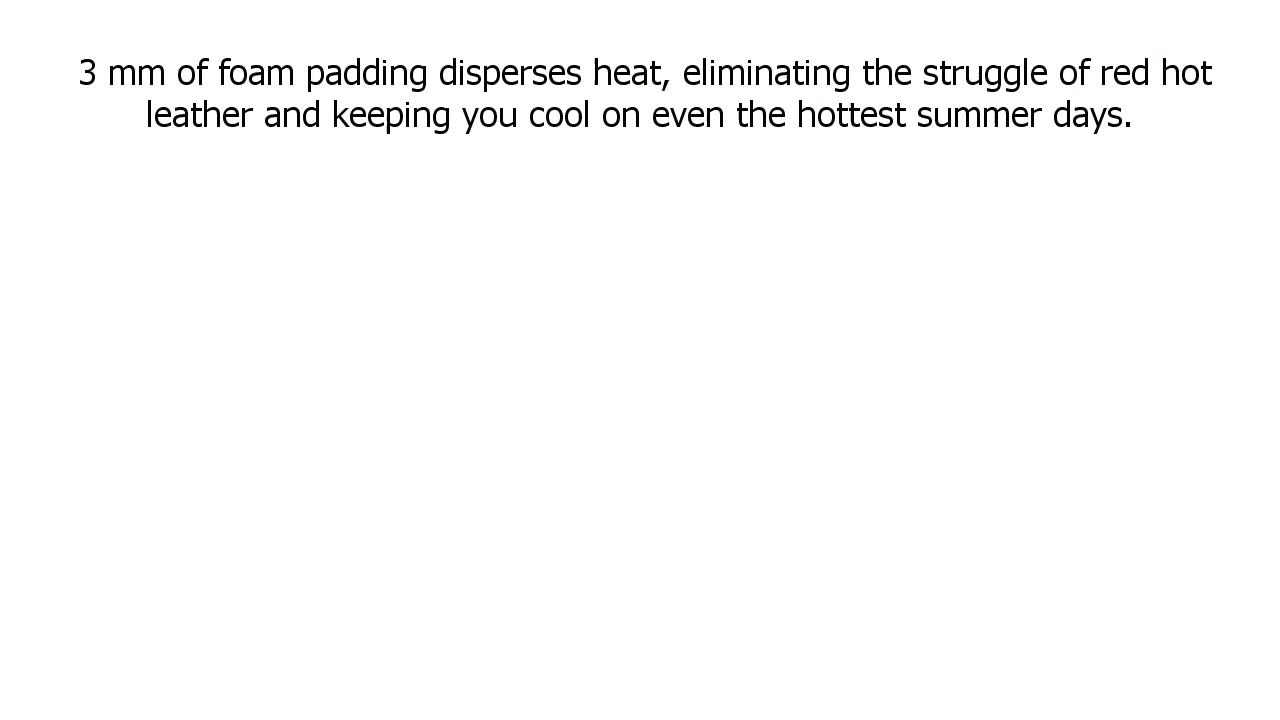 3 mm of foam padding disperses heat, eliminating the struggle of red hot
leather and keeping you cool on even the hottest summer days.